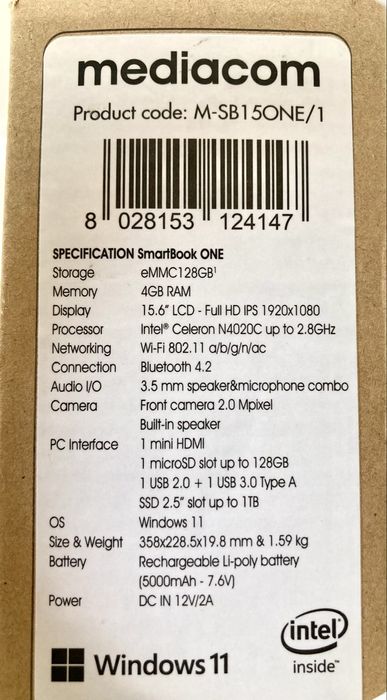 mediacom
Product code: M-SB15ONE/1
8 028153 124147
SPECIFICATION SmartBook ONE
Storage eMMC128GB¹
Memory 4GB RAM
Display 15.6" LCD - Full HD IPS 1920x1080
Processor Intel® Celeron N4020C up to 2.8GHz
Networking Wi-Fi 802.11 a/b/g/n/ac
Connection Bluetooth 4.2
Audio I/O 3.5 mm speaker&microphone combo
Camera Front camera 2.0 Mpixel
Built-in speaker
PC Interface 1 mini HDMI
1 microSD slot up to 128GB
1 USB 2.0 + 1 USB 3.0 Type A
SSD 2.5" slot up to 1TB
OS Windows 11
Size & Weight 358x228.5x19.8 mm & 1.59 kg
Battery Rechargeable Li-poly battery
(5000mAh - 7.6V)
Power DC IN 12V/2A
Windows 11
intel®
inside™